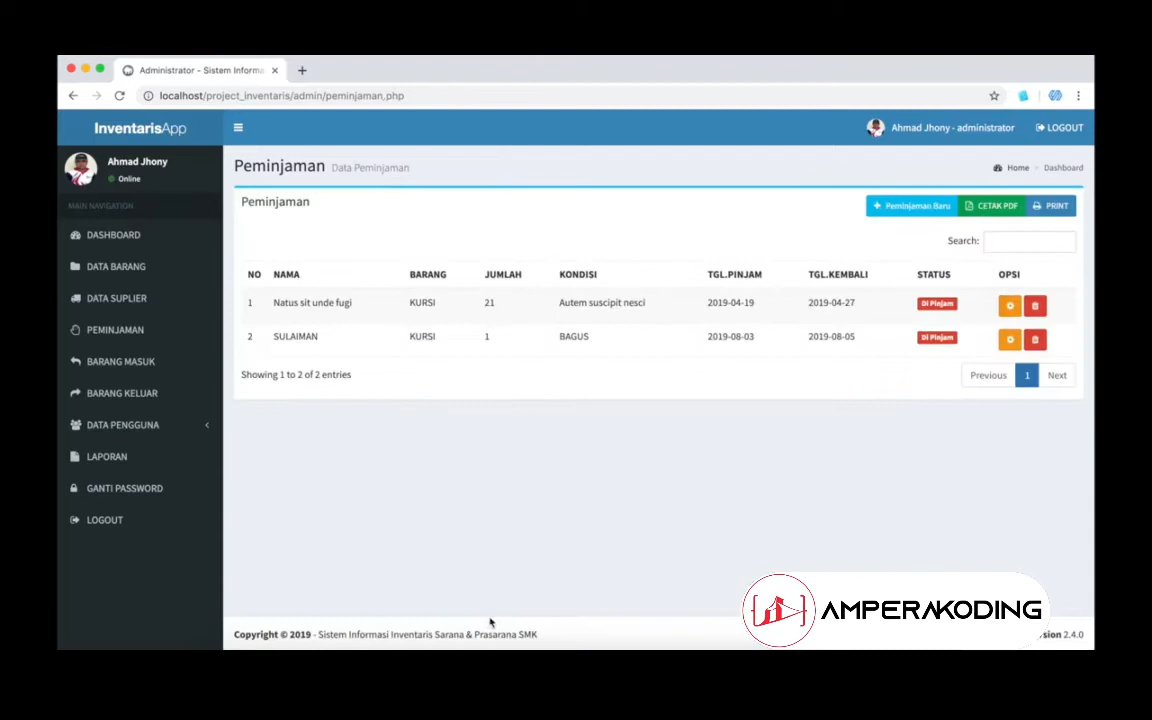 Administrator - Sistem Informa
localhost/project_inventaris/admin/peminjaman.php
InventarisApp
Ahmad Jhony - administrator
LOGOUT
Ahmad Jhony
Online
MAIN NAVIGATION
DASHBOARD
DATA BARANG
DATA SUPLIER
PEMINJAMAN
BARANG MASUK
BARANG KELUAR
DATA PENGGUNA
LAPORAN
GANTI PASSWORD
LOGOUT
Peminjaman Data Peminjaman
Home > Dashboard
Peminjaman
Peminjaman Baru CETAK PDF PRINT
Search:
NO NAMA BARANG JUMLAH KONDISI TGL.PINJAM TGL.KEMBALI STATUS OPSI
1 Natus sit unde fugi KURSI 21 Autem suscipit nesci 2019-04-19 2019-04-27 Di Pinjam
2 SULAIMAN KURSI 1 BAGUS 2019-08-03 2019-08-05 Di Pinjam
Showing 1 to 2 of 2 entries
Previous 1 Next
AMPERAKODING
Copyright © 2019 - Sistem Informasi Inventaris Sarana & Prasarana SMK
sion 2.4.0